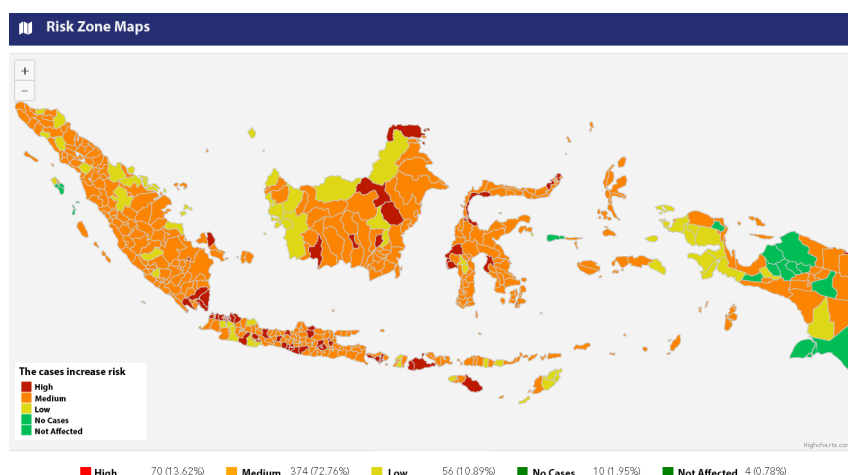 Risk Zone Maps
+
−
The cases increase risk
High
Medium
Low
No Cases
Not Affected
Highcharts.com
High 70 (13.62%) Medium 374 (72.76%) Low 56 (10.89%) No Cases 10 (1.95%) Not Affected 4 (0.78%)